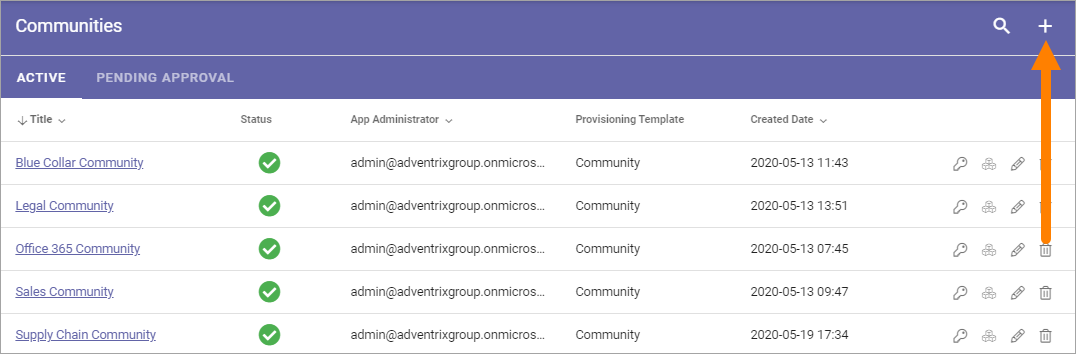 Communities
ACTIVE PENDING APPROVAL
Title Status App Administrator Provisioning Template Created Date
Blue Collar Community admin@adventrixgroup.onmicros... Community 2020-05-13 11:43
Legal Community admin@adventrixgroup.onmicros... Community 2020-05-13 13:51
Office 365 Community admin@adventrixgroup.onmicros... Community 2020-05-13 07:45
Sales Community admin@adventrixgroup.onmicros... Community 2020-05-13 09:47
Supply Chain Community admin@adventrixgroup.onmicros... Community 2020-05-19 17:34